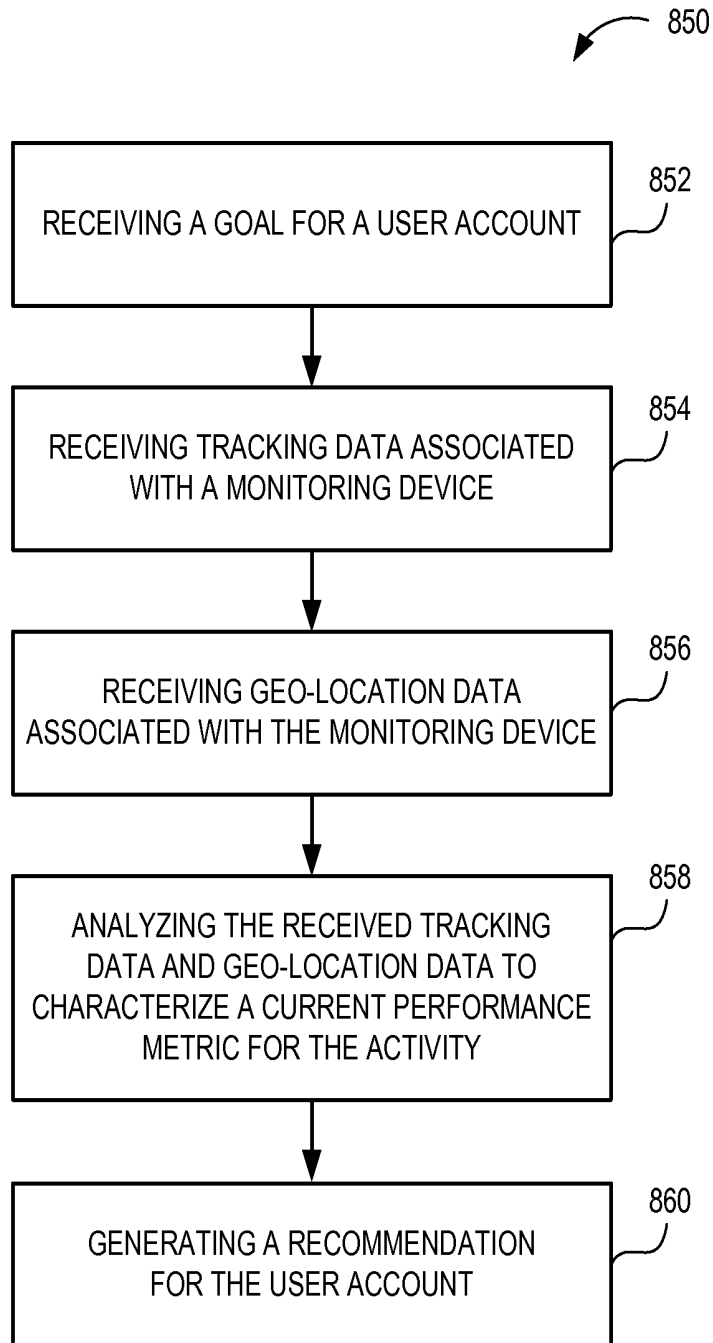 850
RECEIVING A GOAL FOR A USER ACCOUNT
852
RECEIVING TRACKING DATA ASSOCIATED
WITH A MONITORING DEVICE
854
RECEIVING GEO-LOCATION DATA
ASSOCIATED WITH THE MONITORING DEVICE
856
ANALYZING THE RECEIVED TRACKING
DATA AND GEO-LOCATION DATA TO
CHARACTERIZE A CURRENT PERFORMANCE
METRIC FOR THE ACTIVITY
858
GENERATING A RECOMMENDATION
FOR THE USER ACCOUNT
860